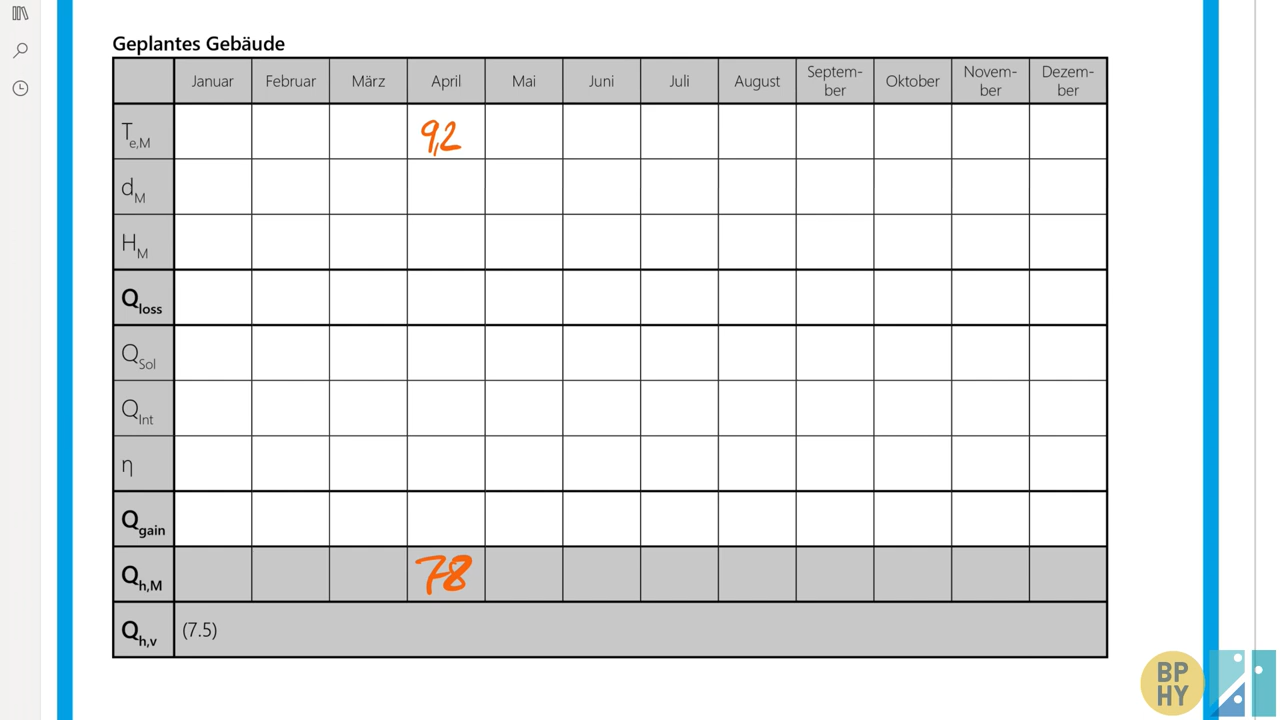 Geplantes Gebäude
Januar Februar März April Mai Juni Juli August Septem-
ber Oktober Novem-
ber Dezem-
ber
Te,M 9,2
dM
HM
Qloss
QSol
QInt
η
Qgain
Qh,M 78
Qh,v (7.5)
BP
HY